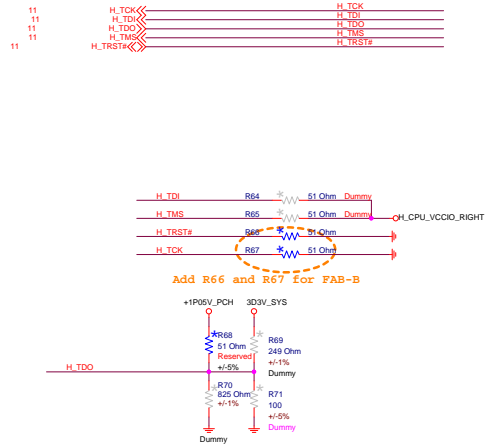 11 H_TCK H_TCK
11 H_TDI H_TDI
11 H_TDO H_TDO
11 H_TMS H_TMS
11 H_TRST# H_TRST#
H_TDI R64 * 51 Ohm Dummy
H_TMS R65 * 51 Ohm Dummy H_CPU_VCCIO_RIGHT
H_TRST# R66 * 51 Ohm
H_TCK R67 * 51 Ohm
Add R66 and R67 for FAB-B
+1P05V_PCH 3D3V_SYS
* R68
51 Ohm
Reserved
+/-5%
* R69
249 Ohm
+/-1%
Dummy
H_TDO
* R70
825 Ohm
+/-1%
Dummy
* R71
100
+/-5%
Dummy